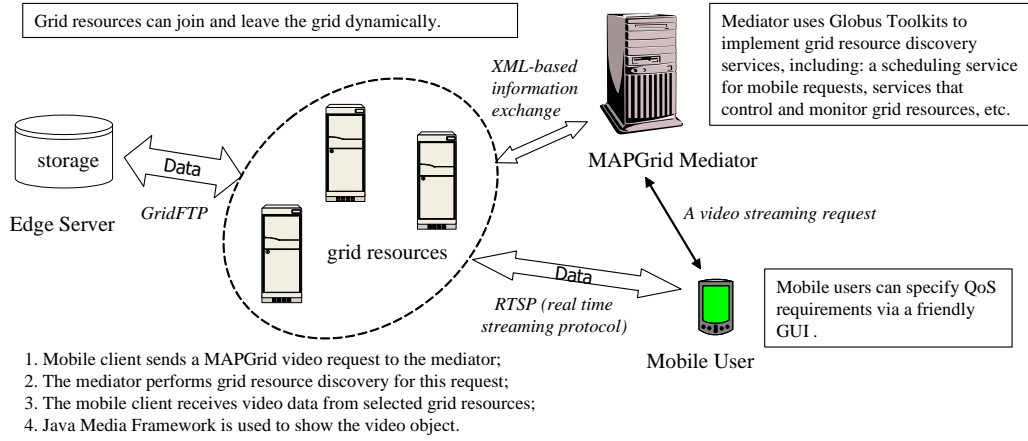 Grid resources can join and leave the grid dynamically.
Mediator uses Globus Toolkits to
implement grid resource discovery
services, including: a scheduling service
for mobile requests, services that
control and monitor grid resources, etc.
XML-based
information
exchange
storage
Data
GridFTP
Edge Server
grid resources
MAPGrid Mediator
A video streaming request
Data
RTSP (real time
streaming protocol)
Mobile User
Mobile users can specify QoS
requirements via a friendly
GUI .
1. Mobile client sends a MAPGrid video request to the mediator;
2. The mediator performs grid resource discovery for this request;
3. The mobile client receives video data from selected grid resources;
4. Java Media Framework is used to show the video object.